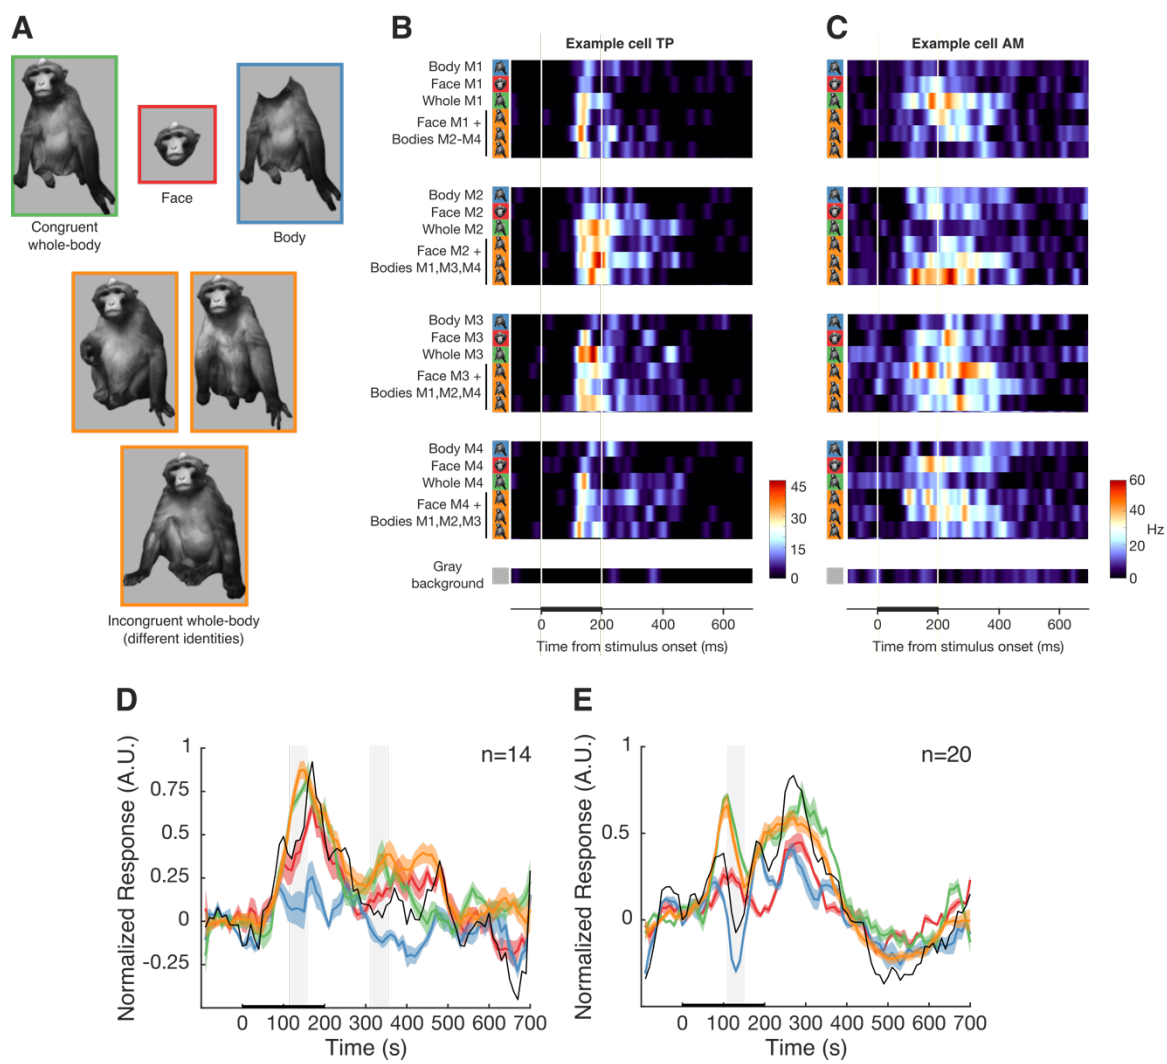 A
Congruent
whole-body
Face
Body
Incongruent whole-body
(different identities)
B
Example cell TP
Body M1
Face M1
Whole M1
Face M1 +
Bodies M2-M4
Body M2
Face M2
Whole M2
Face M2 +
Bodies M1,M3,M4
Body M3
Face M3
Whole M3
Face M3 +
Bodies M1,M2,M4
Body M4
Face M4
Whole M4
Face M4 +
Bodies M1,M2,M3
Gray
background
45
30
15
0
0 200 400 600
Time from stimulus onset (ms)
C
Example cell AM
60
40
20
0
Hz
0 200 400 600
Time from stimulus onset (ms)
D
n=14
Normalized Response (A.U.)
1
0.75
0.5
0.25
0
-0.25
0 100 200 300 400 500 600 700
Time (s)
E
n=20
Normalized Response (A.U.)
1
0.5
0
0 100 200 300 400 500 600 700
Time (s)